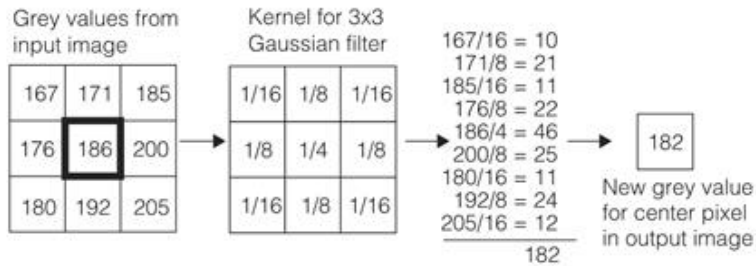 Grey values from
input image
167 171 185
176 186 200
180 192 205
Kernel for 3x3
Gaussian filter
1/16 1/8 1/16
1/8 1/4 1/8
1/16 1/8 1/16
167/16 = 10
171/8 = 21
185/16 = 11
176/8 = 22
186/4 = 46
200/8 = 25
180/16 = 11
192/8 = 24
205/16 = 12
182
182
New grey value
for center pixel
in output image